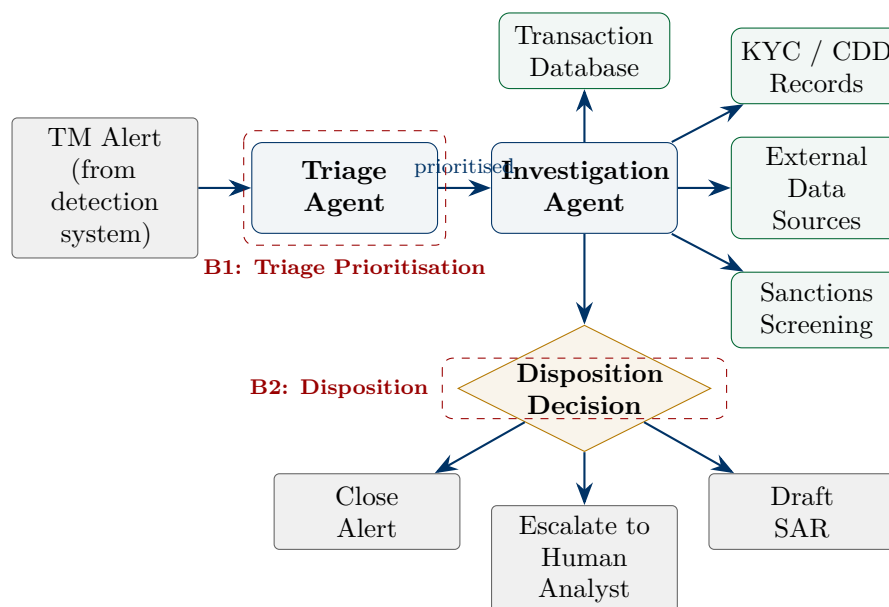 Transaction
Database
KYC / CDD
Records
TM Alert
(from
detection
system)
Triage
Agent
prioritised
Investigation
Agent
External
Data
Sources
B1: Triage Prioritisation
Sanctions
Screening
B2: Disposition
Disposition
Decision
Close
Alert
Escalate to
Human
Analyst
Draft
SAR